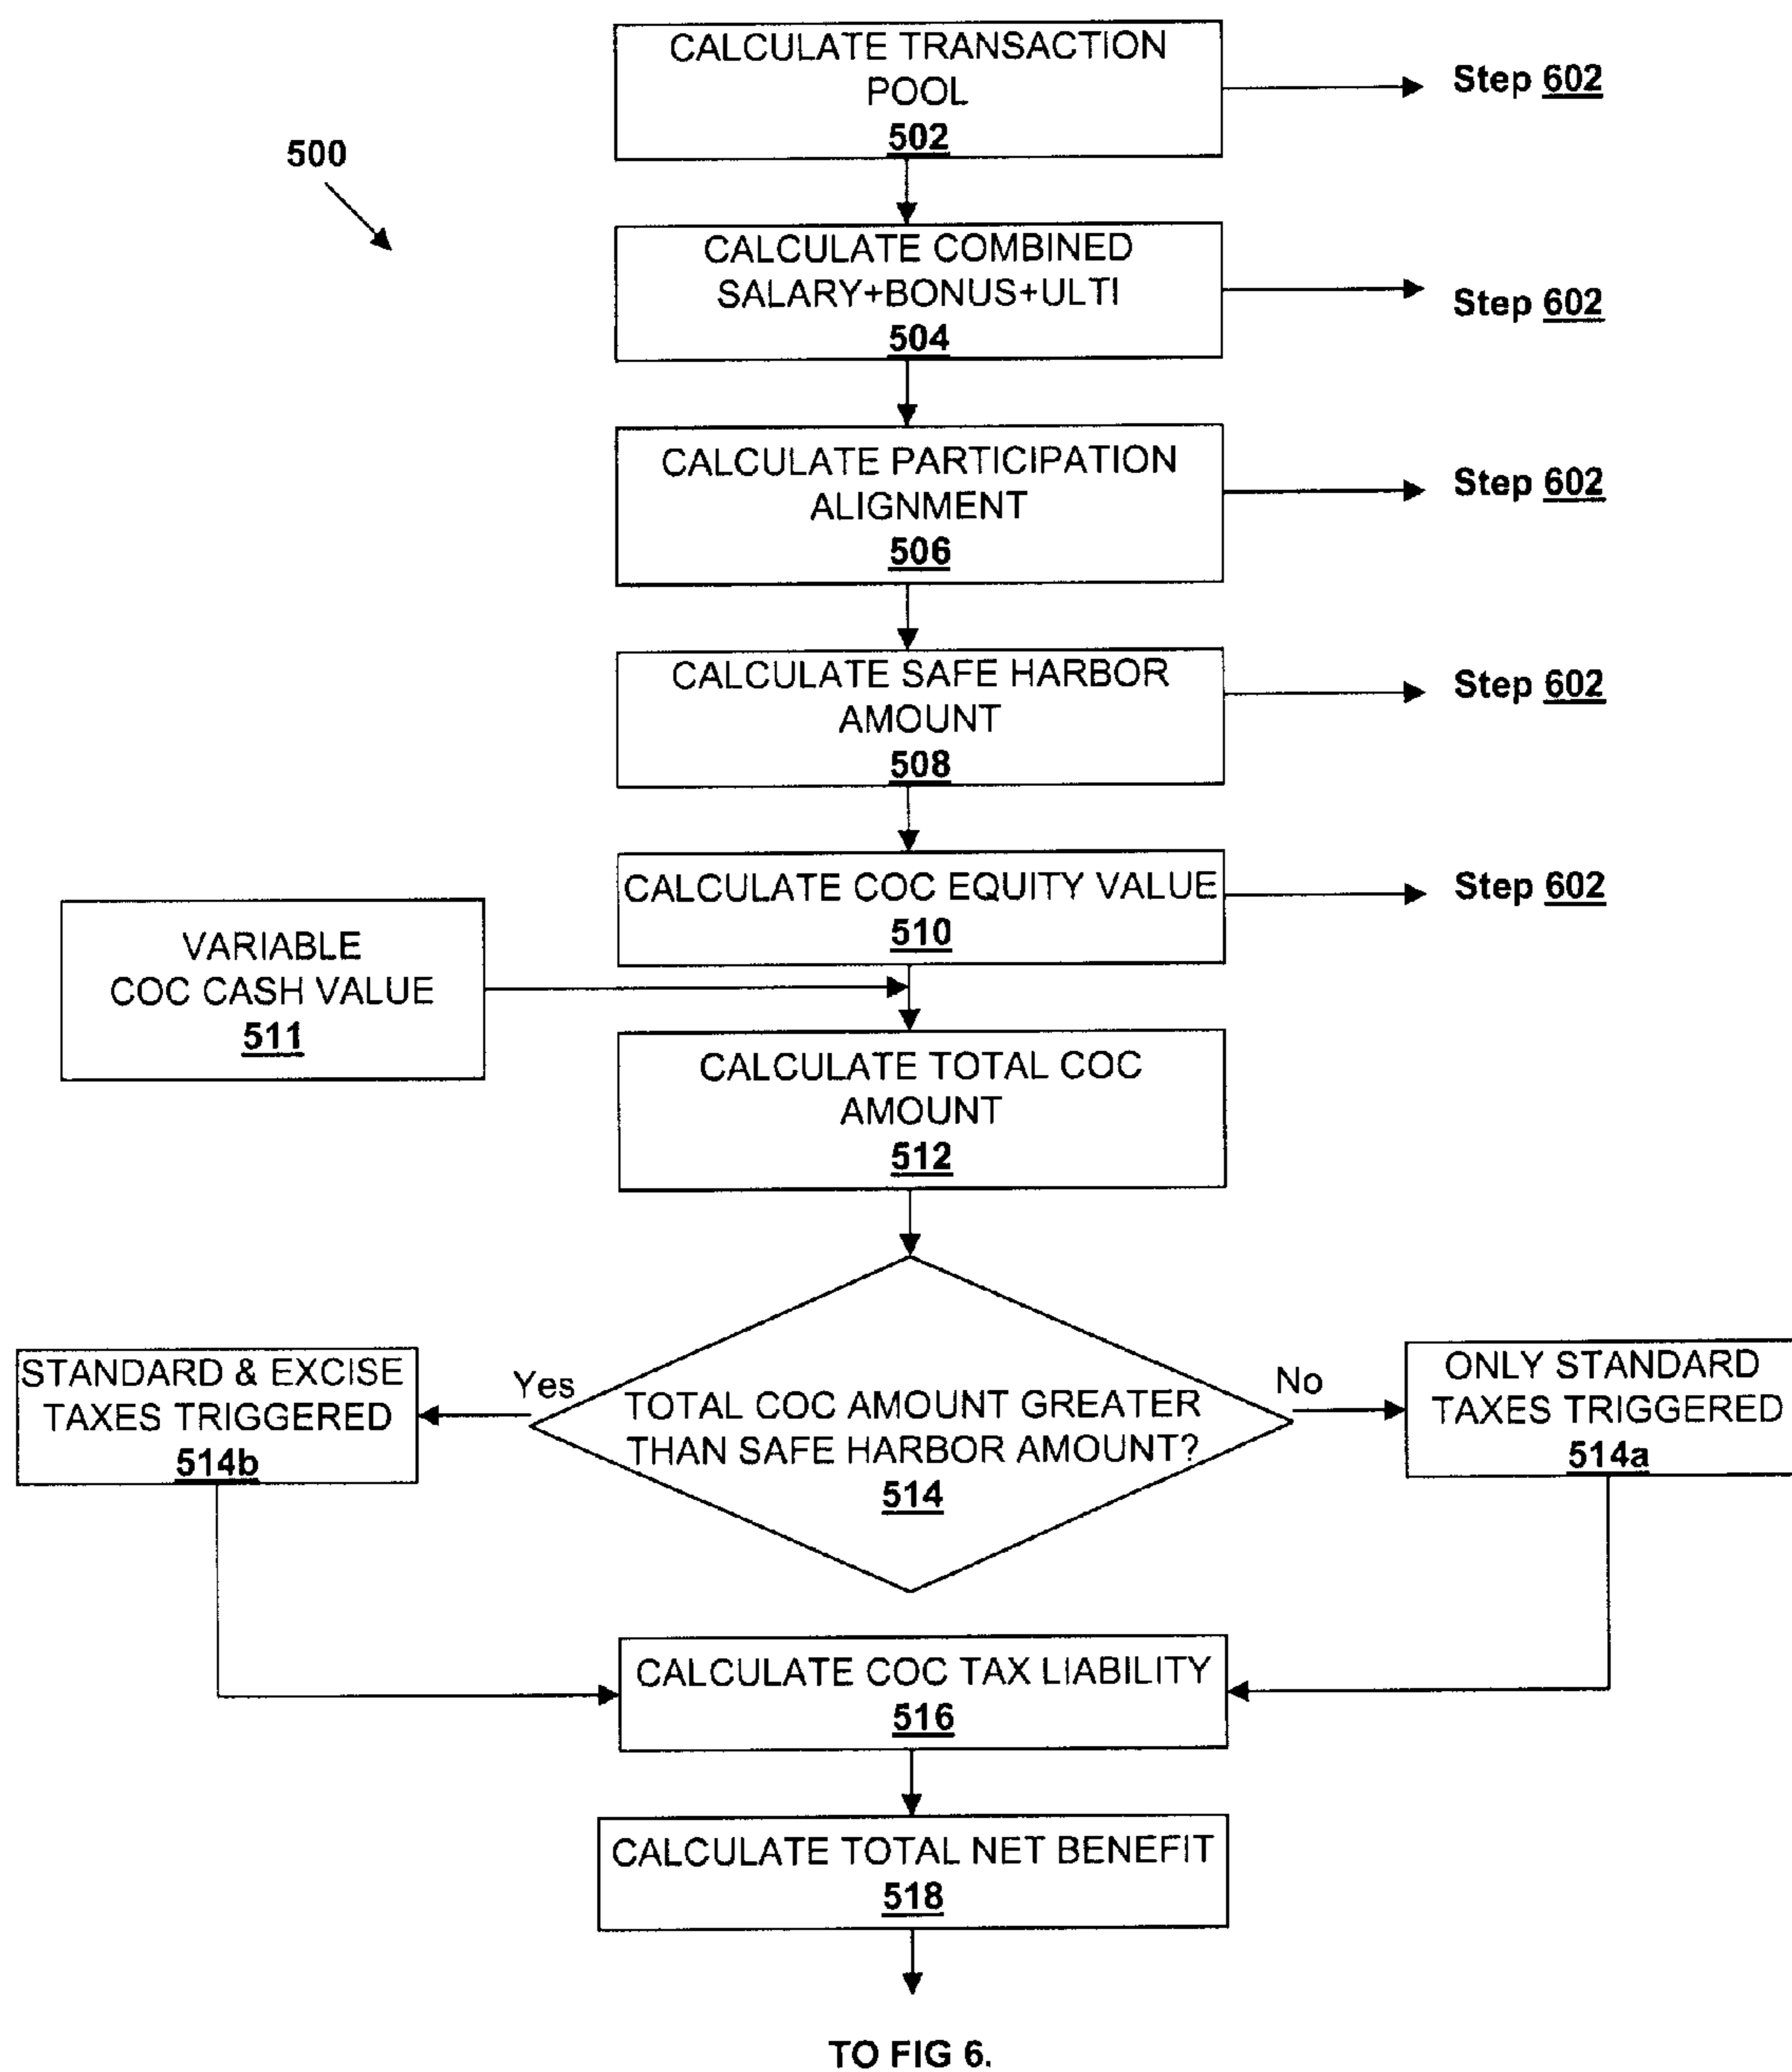 CALCULATE TRANSACTION
POOL
502
Step 602
500
CALCULATE COMBINED
SALARY+BONUS+ULTI
504
Step 602
CALCULATE PARTICIPATION
ALIGNMENT
506
Step 602
CALCULATE SAFE HARBOR
AMOUNT
508
Step 602
CALCULATE COC EQUITY VALUE
510
Step 602
VARIABLE
COC CASH VALUE
511
CALCULATE TOTAL COC
AMOUNT
512
STANDARD & EXCISE
TAXES TRIGGERED
514b
Yes
TOTAL COC AMOUNT GREATER
THAN SAFE HARBOR AMOUNT?
514
No
ONLY STANDARD
TAXES TRIGGERED
514a
CALCULATE COC TAX LIABILITY
516
CALCULATE TOTAL NET BENEFIT
518
TO FIG 6.